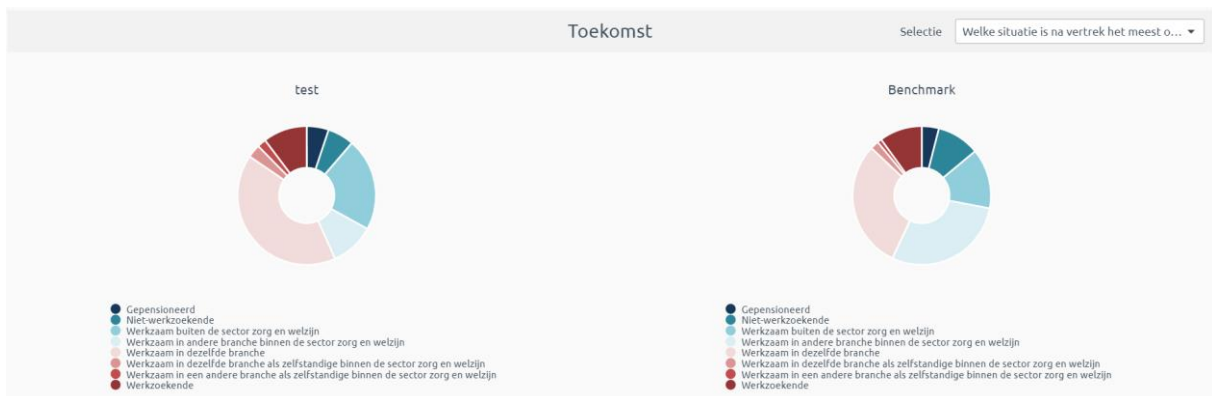 Toekomst
Selectie
Welke situatie is na vertrek het meest o...
test
Benchmark
Gepensioneerd
Niet-werkzoekende
Werkzaam buiten de sector zorg en welzijn
Werkzaam in andere branche binnen de sector zorg en welzijn
Werkzaam in dezelfde branche
Werkzaam in dezelfde branche als zelfstandige binnen de sector zorg en welzijn
Werkzaam in een andere branche als zelfstandige binnen de sector zorg en welzijn
Werkzoekende
Gepensioneerd
Niet-werkzoekende
Werkzaam buiten de sector zorg en welzijn
Werkzaam in andere branche binnen de sector zorg en welzijn
Werkzaam in dezelfde branche
Werkzaam in dezelfde branche als zelfstandige binnen de sector zorg en welzijn
Werkzaam in een andere branche als zelfstandige binnen de sector zorg en welzijn
Werkzoekende